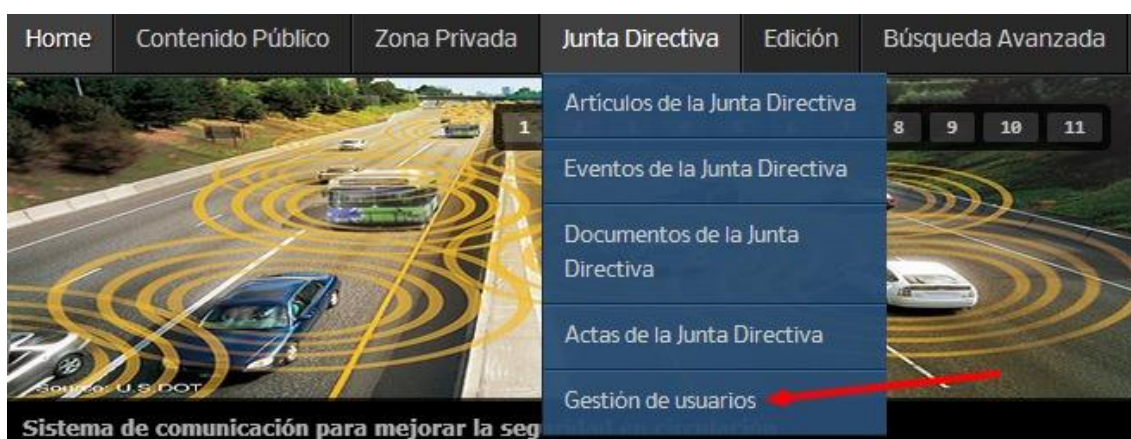 Home Contenido Público Zona Privada Junta Directiva Edición Búsqueda Avanzada
Articulos de la Junta Directiva
1 8 9 10 11
Eventos de la Junta Directiva
Documentos de la Junta
Directiva
Actas de la Junta Directiva
Source: U.S.DOT
Gestión de usuarios
Sistema de comunicación para mejorar la seg